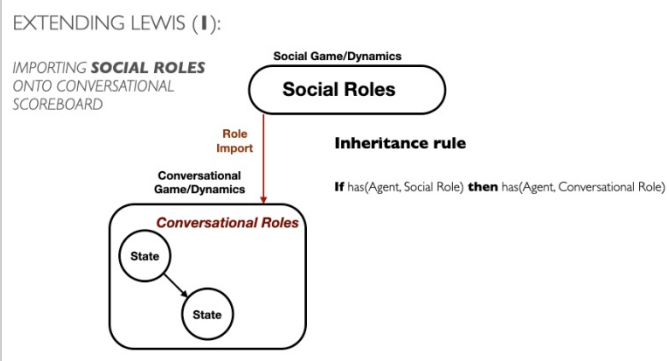 EXTENDING LEWIS (I):
IMPORTING SOCIAL ROLES
ONTO CONVERSATIONAL
SCOREBOARD
Social Game/Dynamics
Social Roles
Role
Import
Inheritance rule
If has(Agent, Social Role) then has(Agent, Conversational Role)
Conversational
Game/Dynamics
Conversational Roles
State
State